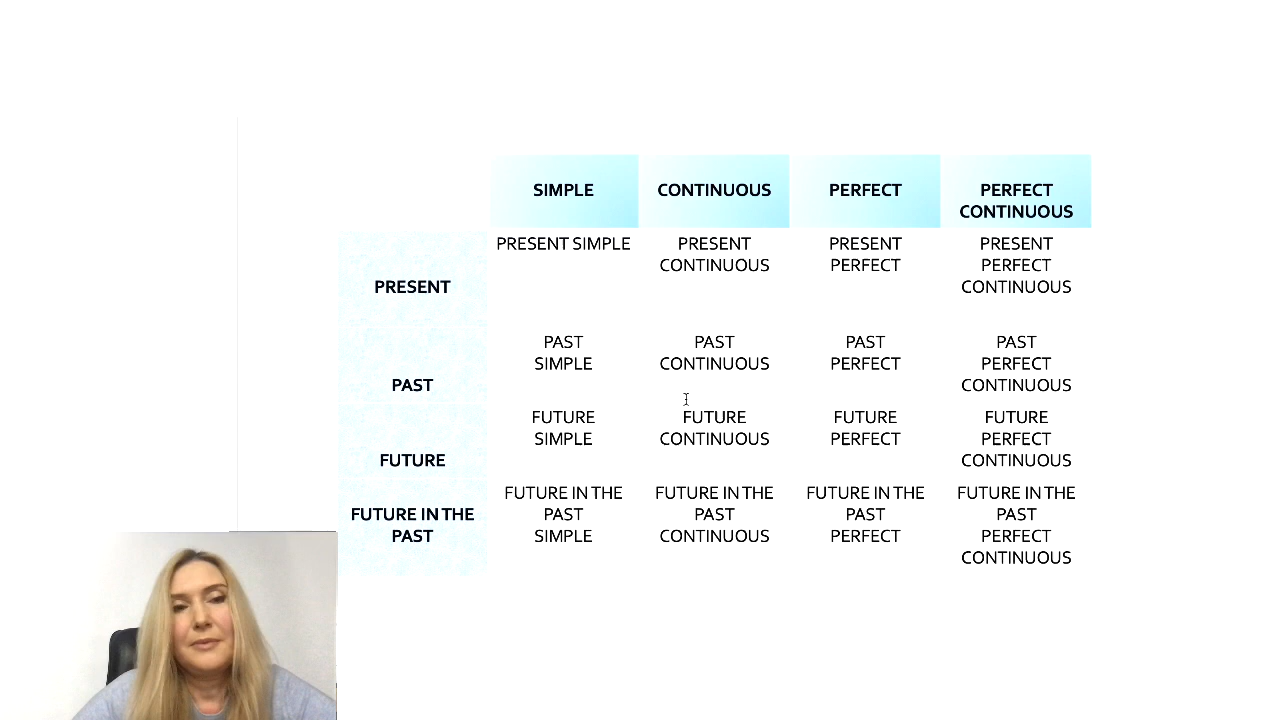 SIMPLE CONTINUOUS PERFECT PERFECT
CONTINUOUS
PRESENT SIMPLE PRESENT PRESENT PRESENT
CONTINUOUS PERFECT PERFECT
PRESENT CONTINUOUS
PAST PAST PAST PAST
SIMPLE CONTINUOUS PERFECT PERFECT
PAST CONTINUOUS
FUTURE FUTURE FUTURE FUTURE
SIMPLE CONTINUOUS PERFECT PERFECT
FUTURE CONTINUOUS
FUTURE IN THE FUTURE IN THE FUTURE IN THE FUTURE IN THE
FUTURE IN THE PAST PAST PAST PAST
PAST SIMPLE CONTINUOUS PERFECT PERFECT
CONTINUOUS